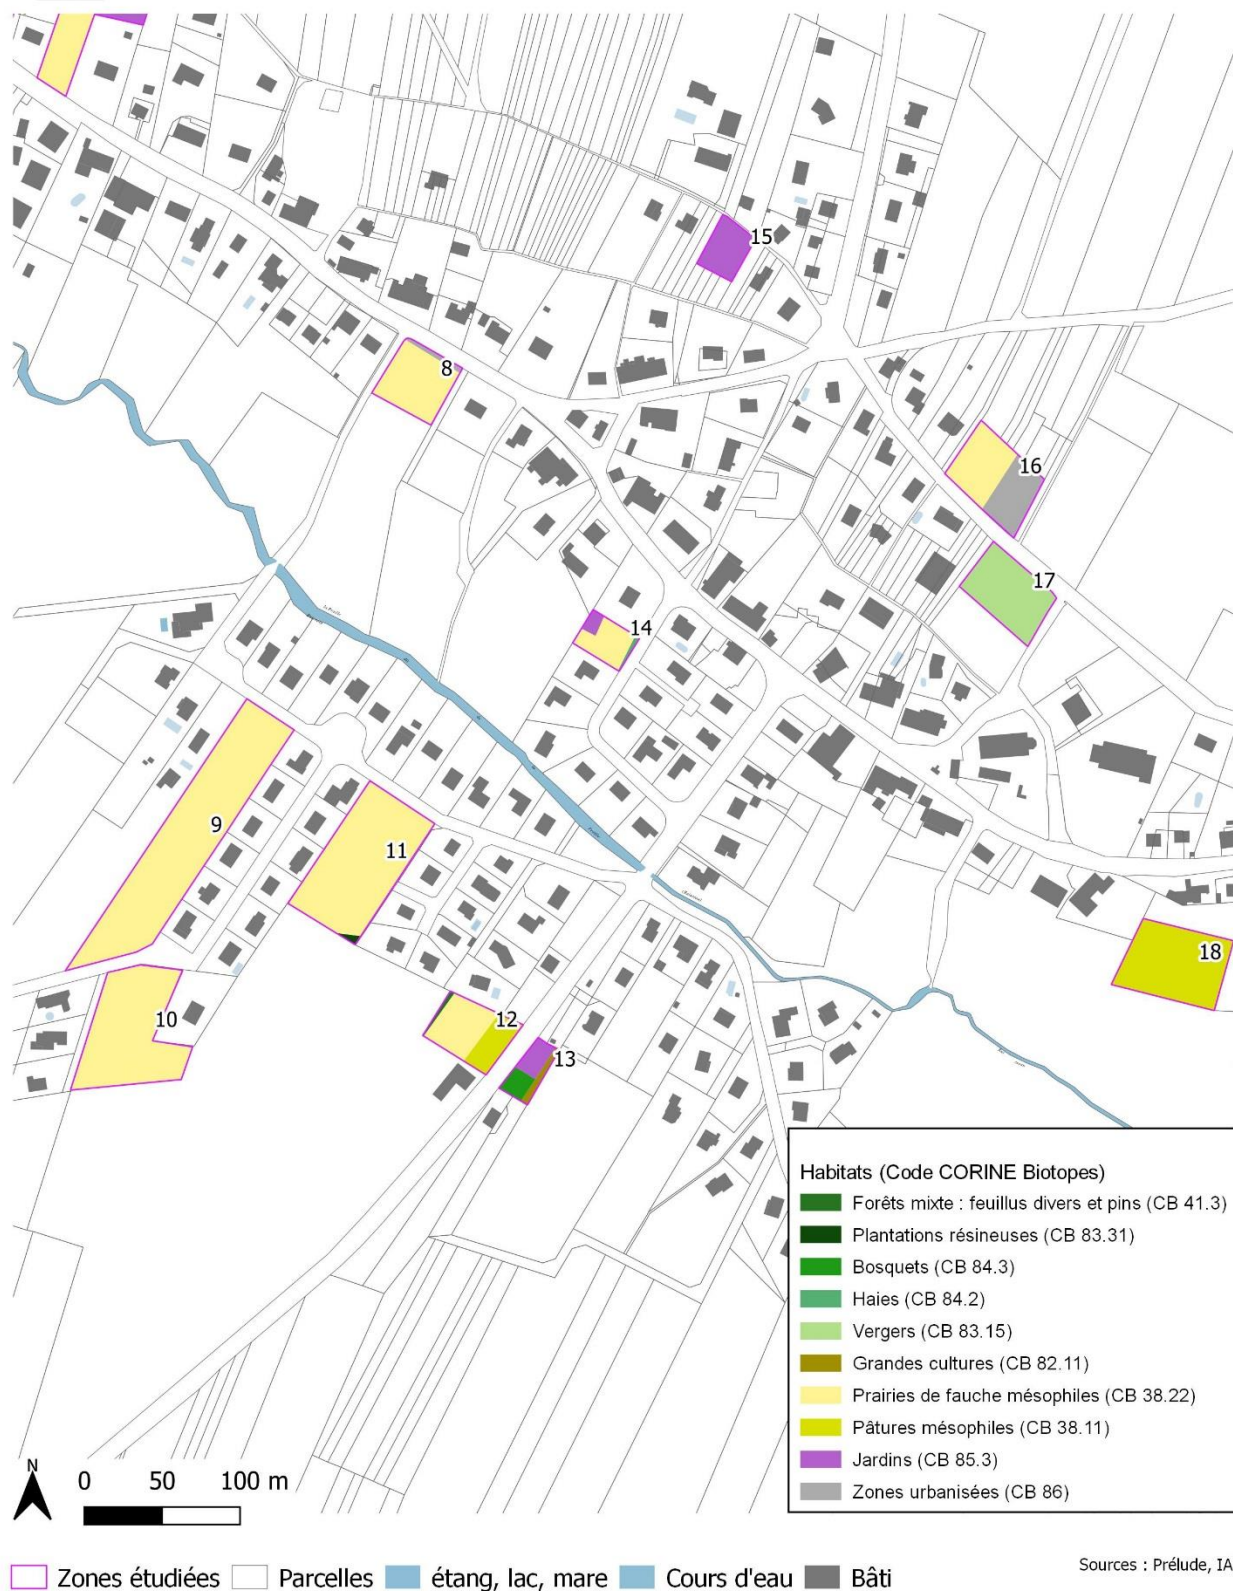 15
8
16
17
14
9
11
18
10
12
13
Habitats (Code CORINE Biotopes)
Forêts mixte : feuillus divers et pins (CB 41.3)
Plantations résineuses (CB 83.31)
Bosquets (CB 84.3)
Haies (CB 84.2)
Vergers (CB 83.15)
Grandes cultures (CB 82.11)
Prairies de fauche mésophiles (CB 38.22)
Pâtures mésophiles (CB 38.11)
Jardins (CB 85.3)
Zones urbanisées (CB 86)
N
0 50 100 m
Zones étudiées Parcelles étang, lac, mare Cours d'eau Bâti
Sources : Prélude, IA